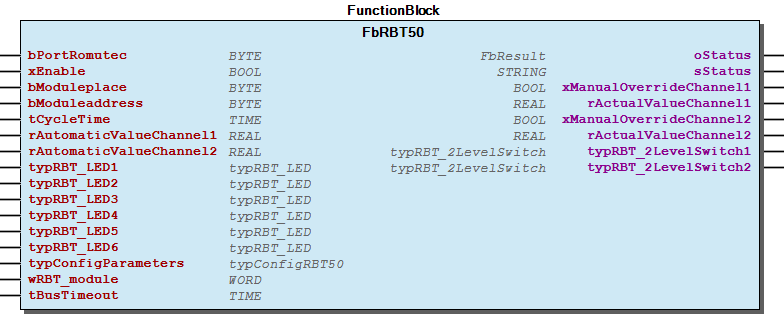 FunctionBlock
FbRBT50
bPortRomutec BYTE FbResult oStatus
xEnable BOOL STRING sStatus
bModuleplace BYTE BOOL xManualOverrideChannel1
bModuleaddress BYTE REAL rActualValueChannel1
tCycleTime TIME BOOL xManualOverrideChannel2
rAutomaticValueChannel1 REAL REAL rActualValueChannel2
rAutomaticValueChannel2 REAL typRBT_2LevelSwitch typRBT_2LevelSwitch1
typRBT_LED1 typRBT_LED typRBT_2LevelSwitch typRBT_2LevelSwitch2
typRBT_LED2 typRBT_LED
typRBT_LED3 typRBT_LED
typRBT_LED4 typRBT_LED
typRBT_LED5 typRBT_LED
typRBT_LED6 typRBT_LED
typConfigParameters typConfigRBT50
wRBT_module WORD
tBusTimeout TIME